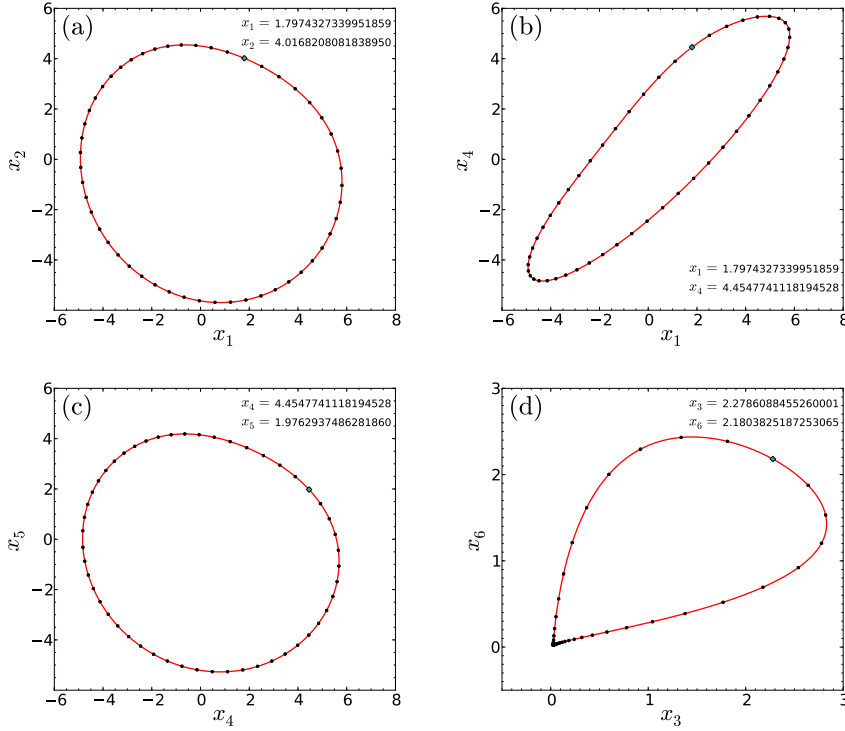 (a)
x₁ = 1.7974327339951859
x₂ = 4.0168208081838950
6
4
2
0
−2
−4
x₂
−6 −4 −2 0 2 4 6 8
x₁
(b)
6
4
2
0
−2
−4
x₄
x₁ = 1.7974327339951859
x₄ = 4.4547741118194528
−6 −4 −2 0 2 4 6 8
x₁
(c)
x₄ = 4.4547741118194528
x₅ = 1.9762937486281860
6
4
2
0
−2
−4
x₅
−6 −4 −2 0 2 4 6 8
x₄
(d)
x₃ = 2.2786088455260001
x₆ = 2.1803825187253065
3
2
1
0
x₆
0 1 2 3
x₃